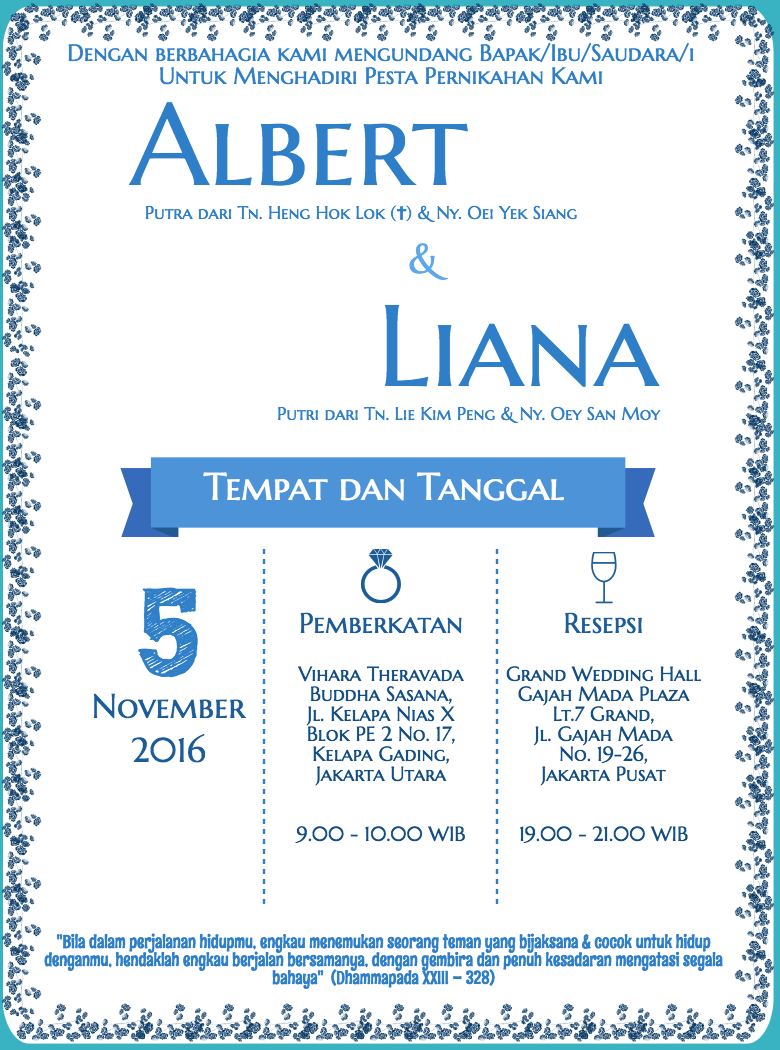 Dengan berbahagia kami mengundang Bapak/Ibu/Saudara/i
Untuk Menghadiri Pesta Pernikahan Kami
Albert
Putra dari Tn. Heng Hok Lok (✝) & Ny. Oei Yek Siang
&
Liana
Putri dari Tn. Lie Kim Peng & Ny. Oey San Moy
Tempat dan Tanggal
5
November
2016
Pemberkatan
Vihara Theravada
Buddha Sasana,
Jl. Kelapa Nias X
Blok PE 2 No. 17,
Kelapa Gading,
Jakarta Utara
9.00 - 10.00 WIB
Resepsi
Grand Wedding Hall
Gajah Mada Plaza
Lt.7 Grand,
Jl. Gajah Mada
No. 19-26,
Jakarta Pusat
19.00 - 21.00 WIB
"Bila dalam perjalanan hidupmu, engkau menemukan seorang teman yang bijaksana & cocok untuk hidup
denganmu, hendaklah engkau berjalan bersamanya, dengan gembira dan penuh kesadaran mengatasi segala
bahaya" (Dhammapada XXIII – 328)